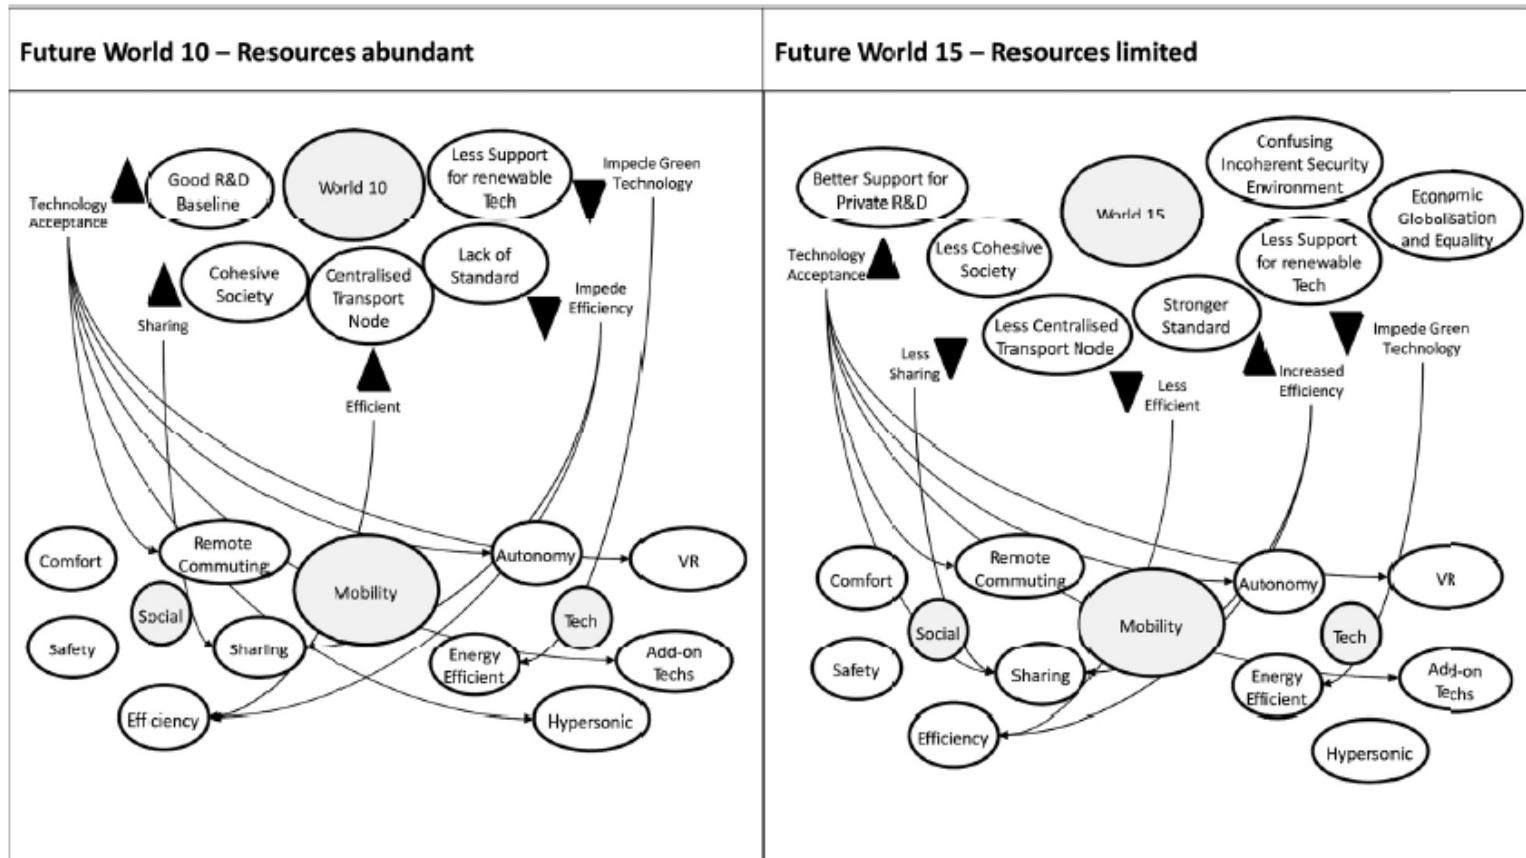 Future World 10 – Resources abundant
Future World 15 – Resources limited
World 10
Good R&D
Baseline
Less Support
for renewable
Tech
Impede Green
Technology
Technology
Acceptance
Cohesive
Society
Centralised
Transport
Node
Lack of
Standard
Impede
Efficiency
Sharing
Efficient
Comfort
Remote
Commuting
Mobility
Autonomy
VR
Social
Tech
Safety
Sharing
Energy
Efficient
Add-on
Techs
Efficiency
Hypersonic
Better Support for
Private R&D
World 15
Confusing
Incoherent Security
Environment
Economic
Globalisation
and Equality
Technology
Acceptance
Less Cohesive
Society
Less Support
for renewable
Tech
Less Centralised
Transport Node
Stronger
Standard
Impede Green
Technology
Less
Sharing
Less
Efficient
Increased
Efficiency
Comfort
Remote
Commuting
Mobility
Autonomy
VR
Social
Tech
Safety
Sharing
Energy
Efficient
Add-on
Techs
Efficiency
Hypersonic